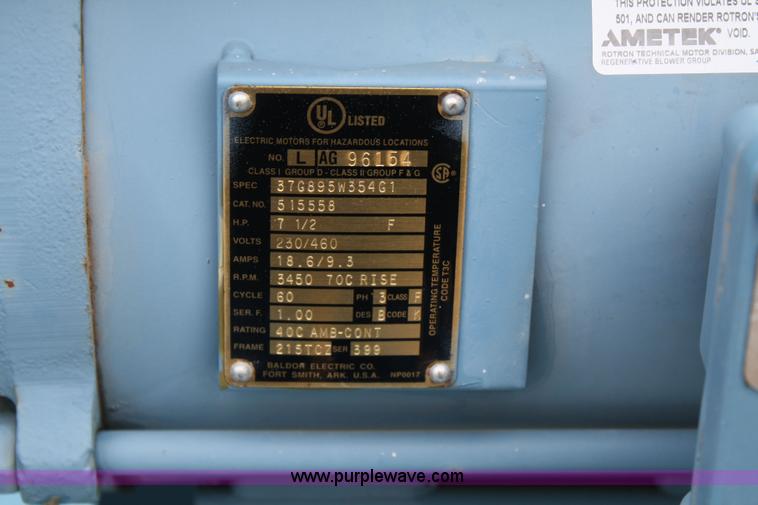 THIS PROTECTION VIOLATES UL S
501, AND CAN RENDER ROTRON'S
AMETEK® VOID.
ROTRON TECHNICAL MOTOR DIVISION, SA
REGENERATIVE BLOWER GROUP
UL LISTED
ELECTRIC MOTORS FOR HAZARDOUS LOCATIONS
NO. L AG 96154
CLASS I GROUP D - CLASS II GROUP F & G
SA
SPEC 37G895W354G1
CAT. NO. 515558
H.P. 7 1/2 F
VOLTS 230/460
AMPS 18.6/9.3
R.P.M. 3450 70C RISE
CYCLE 60 PH 3 CLASS F
SER. F. 1.00 DES B CODE K
RATING 40C AMB-CONT
FRAME 215TCZ SER 399
OPERATING TEMPERATURE
CODE T3C
BALDOR ELECTRIC CO.
FORT SMITH, ARK. U.S.A. NP0017
www.purplewave.com